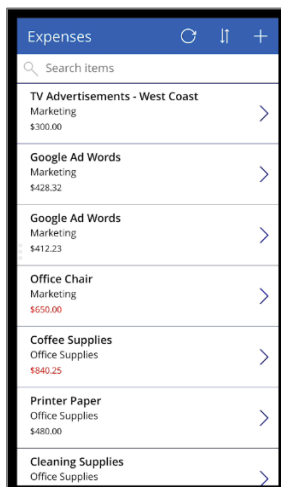 Expenses
Search items
TV Advertisements - West Coast
Marketing
$300.00
Google Ad Words
Marketing
$428.32
Google Ad Words
Marketing
$412.23
Office Chair
Marketing
$650.00
Coffee Supplies
Office Supplies
$840.25
Printer Paper
Office Supplies
$480.00
Cleaning Supplies
Office Supplies